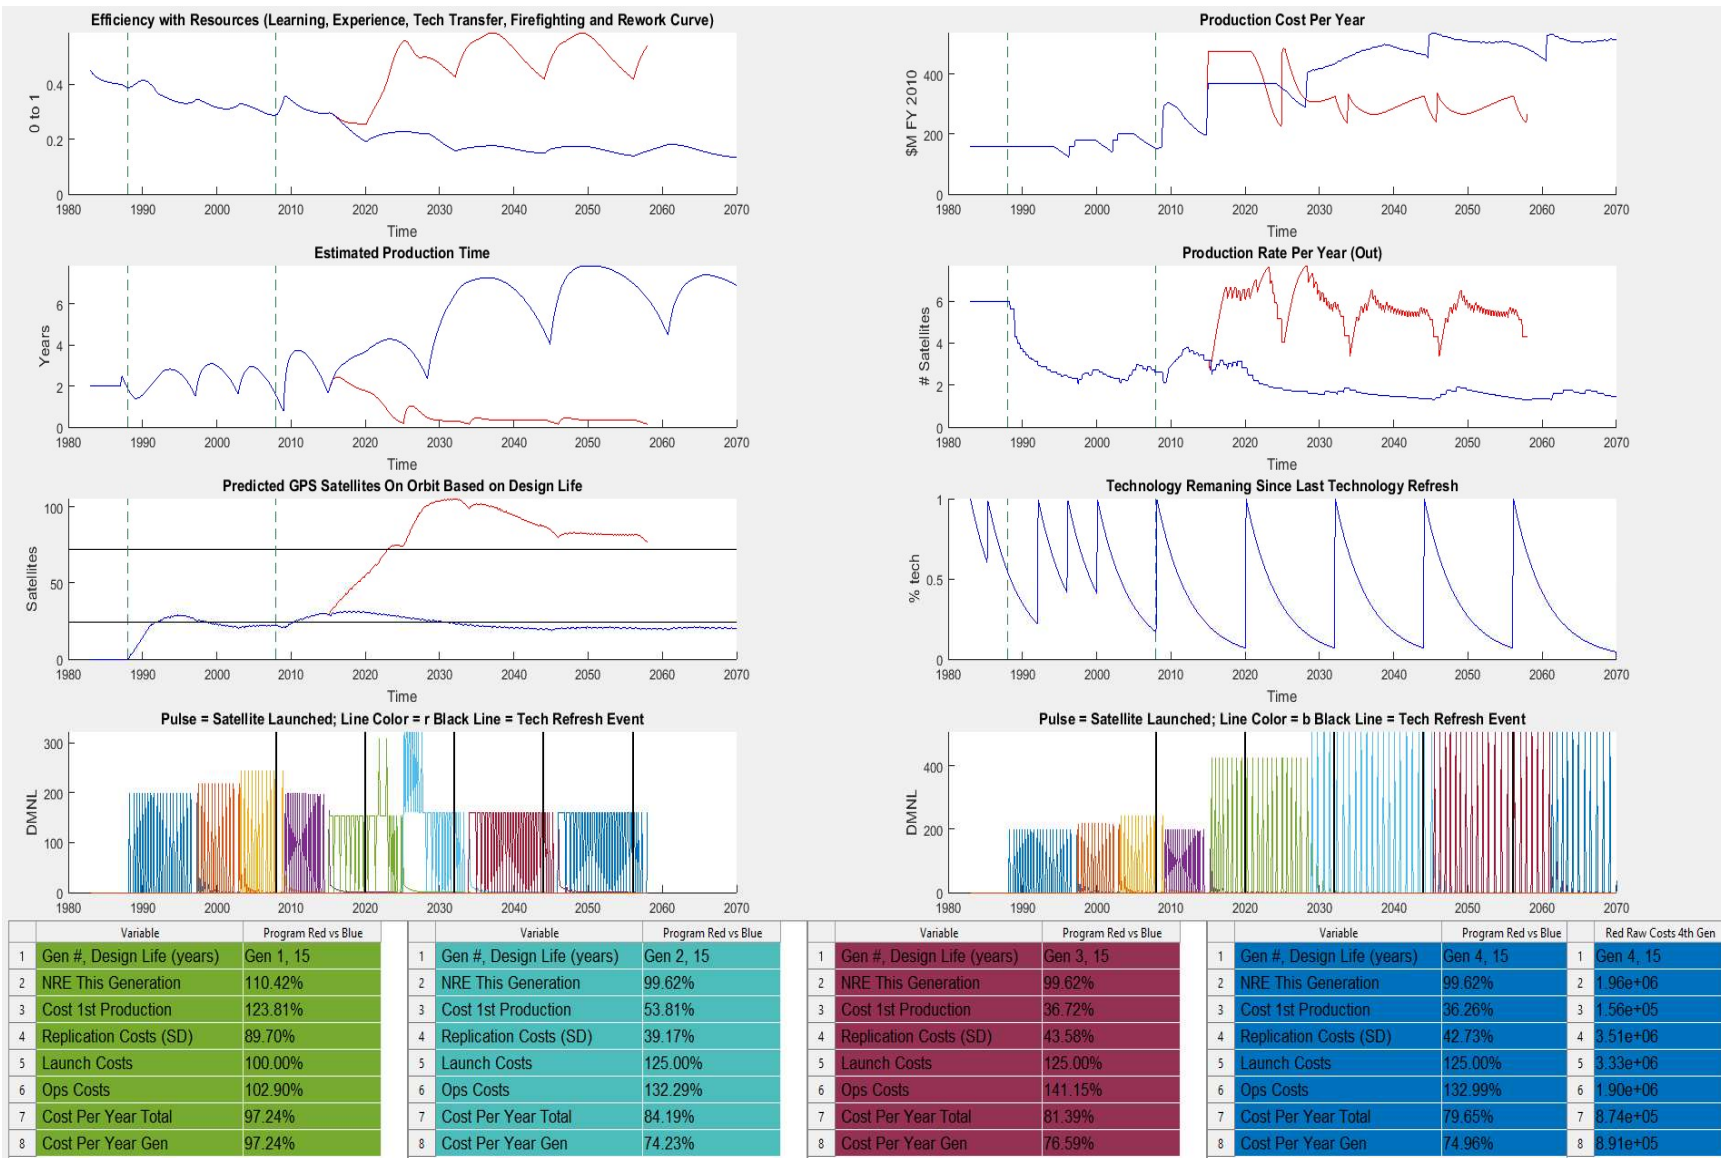 Efficiency with Resources (Learning, Experience, Tech Transfer, Firefighting and Rework Curve)
0 to 1
0.4
0.2
0
1980 1990 2000 2010 2020 2030 2040 2050 2060 2070
Time
Production Cost Per Year
$M FY 2010
400
200
0
1980 1990 2000 2010 2020 2030 2040 2050 2060 2070
Time
Estimated Production Time
Years
6
4
2
0
1980 1990 2000 2010 2020 2030 2040 2050 2060 2070
Time
Production Rate Per Year (Out)
# Satellites
6
4
2
0
1980 1990 2000 2010 2020 2030 2040 2050 2060 2070
Time
Predicted GPS Satellites On Orbit Based on Design Life
Satellites
100
50
0
1980 1990 2000 2010 2020 2030 2040 2050 2060 2070
Time
Technology Remaning Since Last Technology Refresh
% tech
1
0.5
0
1980 1990 2000 2010 2020 2030 2040 2050 2060 2070
Time
Pulse = Satellite Launched; Line Color = r Black Line = Tech Refresh Event
DMNL
300
200
100
0
1980 1990 2000 2010 2020 2030 2040 2050 2060 2070
Pulse = Satellite Launched; Line Color = b Black Line = Tech Refresh Event
DMNL
400
200
0
1980 1990 2000 2010 2020 2030 2040 2050 2060 2070
Variable Program Red vs Blue
1 Gen #, Design Life (years) Gen 1, 15
2 NRE This Generation 110.42%
3 Cost 1st Production 123.81%
4 Replication Costs (SD) 89.70%
5 Launch Costs 100.00%
6 Ops Costs 102.90%
7 Cost Per Year Total 97.24%
8 Cost Per Year Gen 97.24%
Variable Program Red vs Blue
1 Gen #, Design Life (years) Gen 2, 15
2 NRE This Generation 99.62%
3 Cost 1st Production 53.81%
4 Replication Costs (SD) 39.17%
5 Launch Costs 125.00%
6 Ops Costs 132.29%
7 Cost Per Year Total 84.19%
8 Cost Per Year Gen 74.23%
Variable Program Red vs Blue
1 Gen #, Design Life (years) Gen 3, 15
2 NRE This Generation 99.62%
3 Cost 1st Production 36.72%
4 Replication Costs (SD) 43.58%
5 Launch Costs 125.00%
6 Ops Costs 141.15%
7 Cost Per Year Total 81.39%
8 Cost Per Year Gen 76.59%
Variable Program Red vs Blue
1 Gen #, Design Life (years) Gen 4, 15
2 NRE This Generation 99.62%
3 Cost 1st Production 36.26%
4 Replication Costs (SD) 42.73%
5 Launch Costs 125.00%
6 Ops Costs 132.99%
7 Cost Per Year Total 79.65%
8 Cost Per Year Gen 74.96%
Red Raw Costs 4th Gen
1 Gen 4, 15
2 1.96e+06
3 1.56e+05
4 3.51e+06
5 3.33e+06
6 1.90e+06
7 8.74e+05
8 8.91e+05